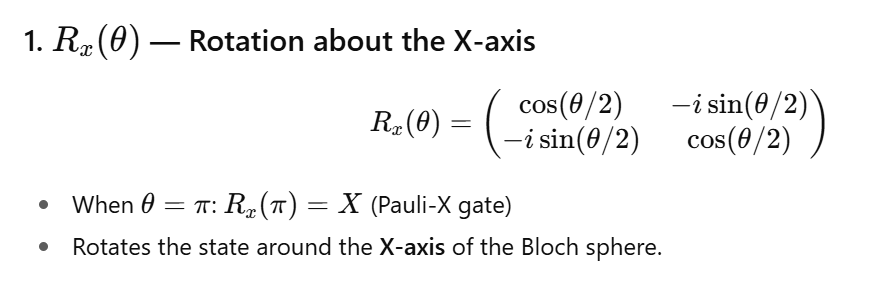 1. Rₓ(θ) — Rotation about the X-axis
Rₓ(θ) = ( cos(θ/2) −i sin(θ/2) )
( −i sin(θ/2) cos(θ/2) )
• When θ = π: Rₓ(π) = X (Pauli-X gate)
• Rotates the state around the X-axis of the Bloch sphere.